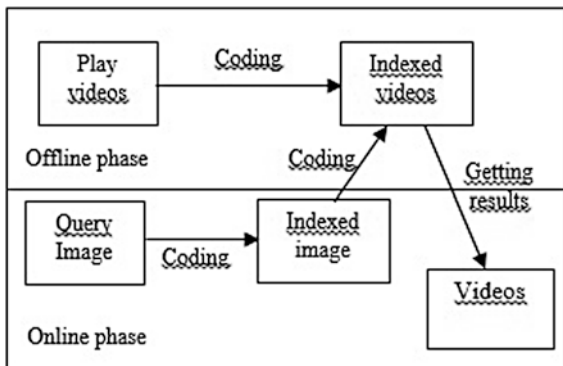 Play
videos
Coding
Indexed
videos
Offline phase
Coding
Getting
results
Query
Image
Coding
Indexed
image
Videos
Online phase